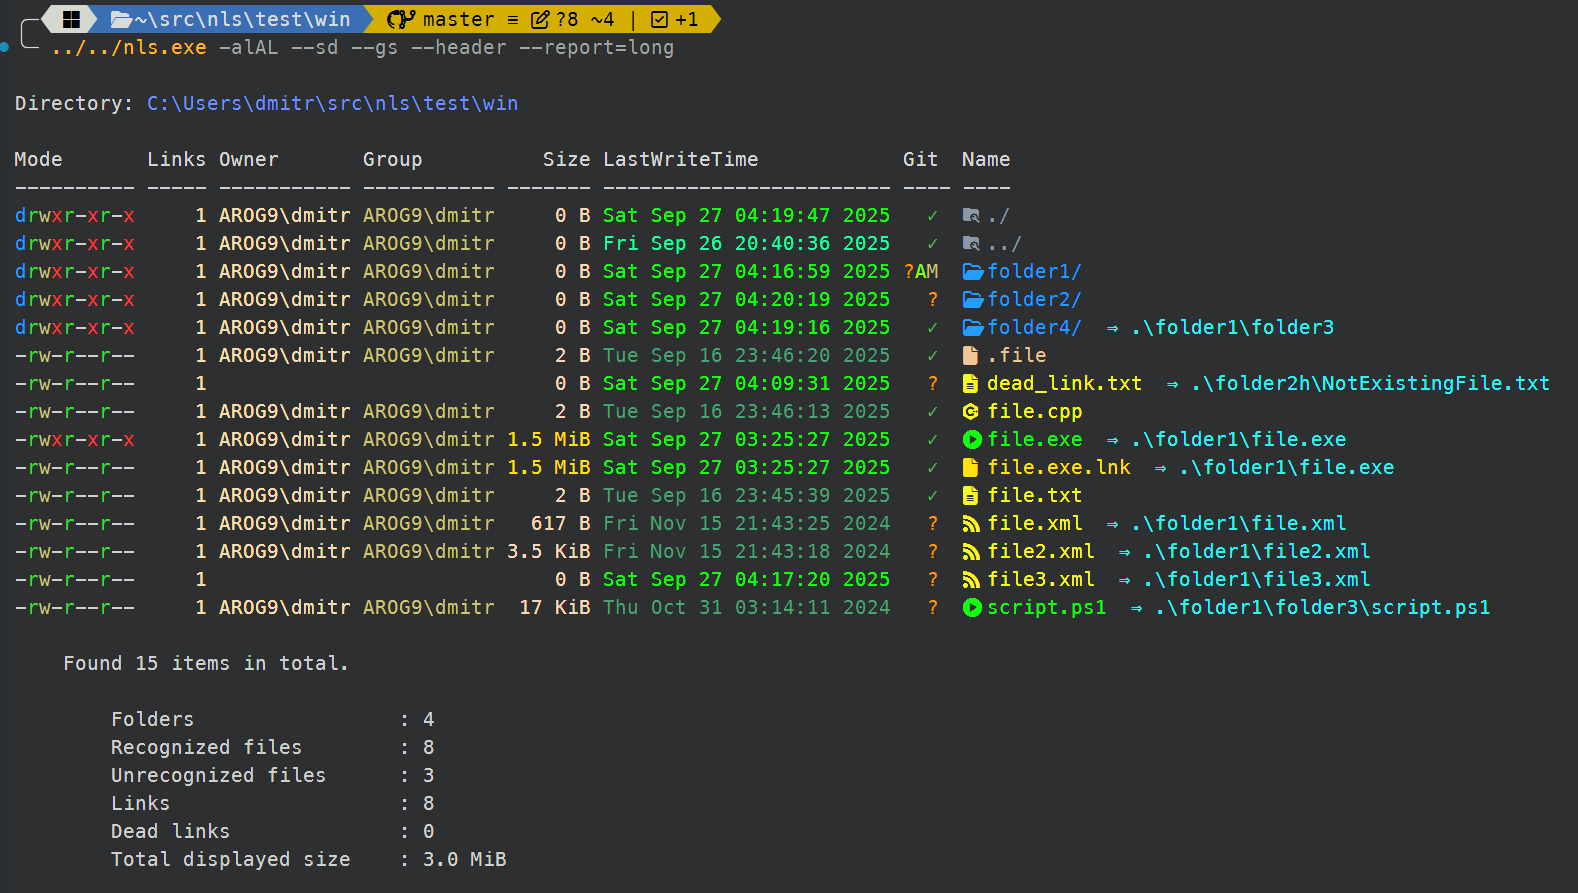 ~\src\nls\test\win master ≡ ?8 ~4 | +1
../../nls.exe -alAL --sd --gs --header --report=long
Directory: C:\Users\dmitr\src\nls\test\win
Mode Links Owner Group Size LastWriteTime Git Name
---------- ----- ----------- ----------- ------- ------------------------ ---- ----
drwxr-xr-x 1 AROG9\dmitr AROG9\dmitr 0 B Sat Sep 27 04:19:47 2025 ✓ ./
drwxr-xr-x 1 AROG9\dmitr AROG9\dmitr 0 B Fri Sep 26 20:40:36 2025 ✓ ../
drwxr-xr-x 1 AROG9\dmitr AROG9\dmitr 0 B Sat Sep 27 04:16:59 2025 ?AM folder1/
drwxr-xr-x 1 AROG9\dmitr AROG9\dmitr 0 B Sat Sep 27 04:20:19 2025 ? folder2/
drwxr-xr-x 1 AROG9\dmitr AROG9\dmitr 0 B Sat Sep 27 04:19:16 2025 ✓ folder4/ ⇒ .\folder1\folder3
-rw-r--r-- 1 AROG9\dmitr AROG9\dmitr 2 B Tue Sep 16 23:46:20 2025 ✓ .file
-rw-r--r-- 1 0 B Sat Sep 27 04:09:31 2025 ? dead_link.txt ⇒ .\folder2h\NotExistingFile.txt
-rw-r--r-- 1 AROG9\dmitr AROG9\dmitr 2 B Tue Sep 16 23:46:13 2025 ✓ file.cpp
-rwxr-xr-x 1 AROG9\dmitr AROG9\dmitr 1.5 MiB Sat Sep 27 03:25:27 2025 ✓ file.exe ⇒ .\folder1\file.exe
-rw-r--r-- 1 AROG9\dmitr AROG9\dmitr 1.5 MiB Sat Sep 27 03:25:27 2025 ✓ file.exe.lnk ⇒ .\folder1\file.exe
-rw-r--r-- 1 AROG9\dmitr AROG9\dmitr 2 B Tue Sep 16 23:45:39 2025 ✓ file.txt
-rw-r--r-- 1 AROG9\dmitr AROG9\dmitr 617 B Fri Nov 15 21:43:25 2024 ? file.xml ⇒ .\folder1\file.xml
-rw-r--r-- 1 AROG9\dmitr AROG9\dmitr 3.5 KiB Fri Nov 15 21:43:18 2024 ? file2.xml ⇒ .\folder1\file2.xml
-rw-r--r-- 1 0 B Sat Sep 27 04:17:20 2025 ? file3.xml ⇒ .\folder1\file3.xml
-rw-r--r-- 1 AROG9\dmitr AROG9\dmitr 17 KiB Thu Oct 31 03:14:11 2024 ? script.ps1 ⇒ .\folder1\folder3\script.ps1
Found 15 items in total.
Folders : 4
Recognized files : 8
Unrecognized files : 3
Links : 8
Dead links : 0
Total displayed size : 3.0 MiB